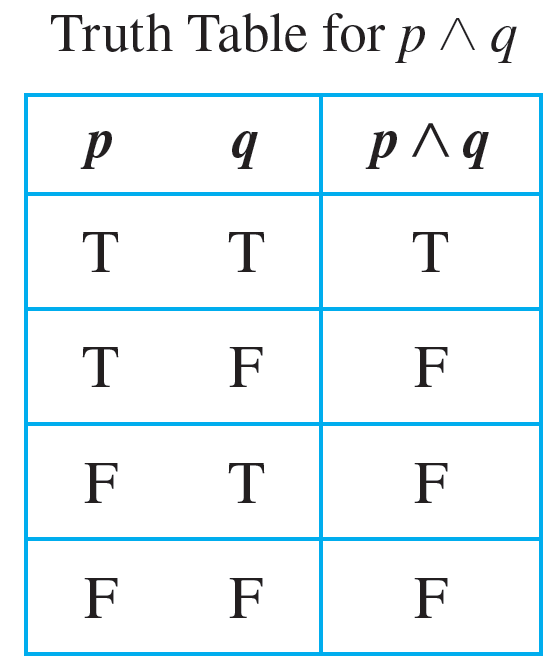 Truth Table for p ∧ q
p q p ∧ q
T T T
T F F
F T F
F F F